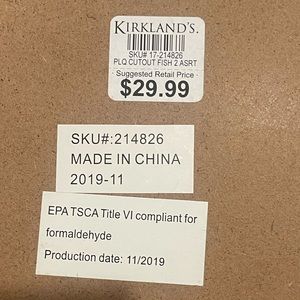 KIRKLAND'S.
SKU# 17-214826
PLQ CUTOUT FISH 2 ASRT
Suggested Retail Price
$29.99
SKU#:214826
MADE IN CHINA
2019-11
EPA TSCA Title VI compliant for
formaldehyde
Production date: 11/2019